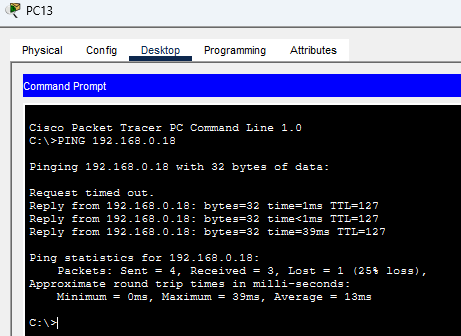 PC13
Physical Config Desktop Programming Attributes
Command Prompt
Cisco Packet Tracer PC Command Line 1.0
C:\>PING 192.168.0.18
Pinging 192.168.0.18 with 32 bytes of data:
Request timed out.
Reply from 192.168.0.18: bytes=32 time=1ms TTL=127
Reply from 192.168.0.18: bytes=32 time<1ms TTL=127
Reply from 192.168.0.18: bytes=32 time=39ms TTL=127
Ping statistics for 192.168.0.18:
Packets: Sent = 4, Received = 3, Lost = 1 (25% loss),
Approximate round trip times in milli-seconds:
Minimum = 0ms, Maximum = 39ms, Average = 13ms
C:\>